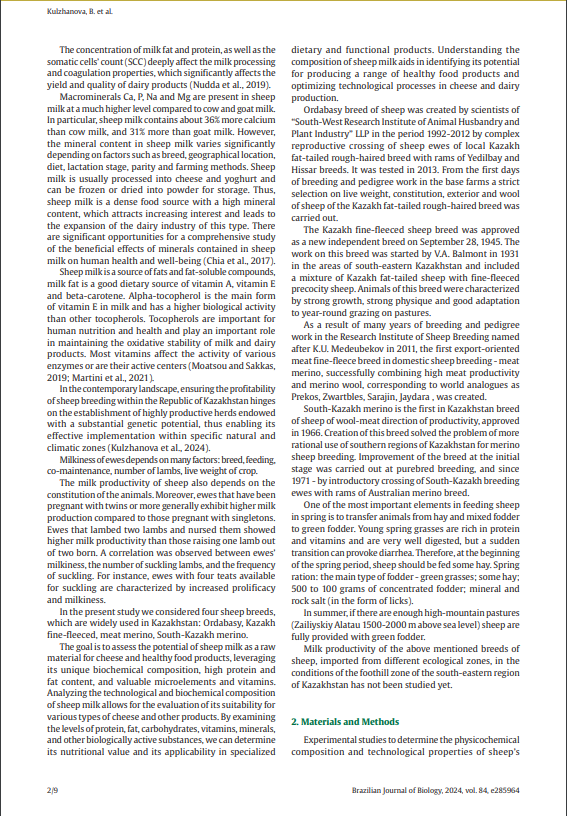 Kulzhanova, B. et al.
The concentration of milk fat and protein, as well as the
somatic cells' count (SCC) deeply affect the milk processing
and coagulation properties, which significantly affects the
yield and quality of dairy products (Nudda et al., 2019).
Macrominerals Ca, P, Na and Mg are present in sheep
milk at a much higher level compared to cow and goat milk.
In particular, sheep milk contains about 36% more calcium
than cow milk, and 31% more than goat milk. However,
the mineral content in sheep milk varies significantly
depending on factors such as breed, geographical location,
diet, lactation stage, parity and farming methods. Sheep
milk is usually processed into cheese and yoghurt and
can be frozen or dried into powder for storage. Thus,
sheep milk is a dense food source with a high mineral
content, which attracts increasing interest and leads to
the expansion of the dairy industry of this type. There
are significant opportunities for a comprehensive study
of the beneficial effects of minerals contained in sheep
milk on human health and well-being (Chia et al., 2017).
Sheep milk is a source of fats and fat-soluble compounds,
milk fat is a good dietary source of vitamin A, vitamin E
and beta-carotene. Alpha-tocopherol is the main form
of vitamin E in milk and has a higher biological activity
than other tocopherols. Tocopherols are important for
human nutrition and health and play an important role
in maintaining the oxidative stability of milk and dairy
products. Most vitamins affect the activity of various
enzymes or are their active centers (Moatsou and Sakkas,
2019; Martini et al., 2021).
In the contemporary landscape, ensuring the profitability
of sheep breeding within the Republic of Kazakhstan hinges
on the establishment of highly productive herds endowed
with a substantial genetic potential, thus enabling its
effective implementation within specific natural and
climatic zones (Kulzhanova et al., 2024).
Milkiness of ewes depends on many factors: breed, feeding,
co-maintenance, number of lambs, live weight of crop.
The milk productivity of sheep also depends on the
constitution of the animals. Moreover, ewes that have been
pregnant with twins or more generally exhibit higher milk
production compared to those pregnant with singletons.
Ewes that lambed two lambs and nursed them showed
higher milk productivity than those raising one lamb out
of two born. A correlation was observed between ewes'
milkiness, the number of suckling lambs, and the frequency
of suckling. For instance, ewes with four teats available
for suckling are characterized by increased prolificacy
and milkiness.
In the present study we considered four sheep breeds,
which are widely used in Kazakhstan: Ordabasy, Kazakh
fine-fleeced, meat merino, South-Kazakh merino.
The goal is to assess the potential of sheep milk as a raw
material for cheese and healthy food products, leveraging
its unique biochemical composition, high protein and
fat content, and valuable microelements and vitamins.
Analyzing the technological and biochemical composition
of sheep milk allows for the evaluation of its suitability for
various types of cheese and other products. By examining
the levels of protein, fat, carbohydrates, vitamins, minerals,
and other biologically active substances, we can determine
its nutritional value and its applicability in specialized
dietary and functional products. Understanding the
composition of sheep milk aids in identifying its potential
for producing a range of healthy food products and
optimizing technological processes in cheese and dairy
production.
Ordabasy breed of sheep was created by scientists of
"South-West Research Institute of Animal Husbandry and
Plant Industry" LLP in the period 1992-2012 by complex
reproductive crossing of sheep ewes of local Kazakh
fat-tailed rough-haired breed with rams of Yedilbay and
Hissar breeds. It was tested in 2013. From the first days
of breeding and pedigree work in the base farms a strict
selection on live weight, constitution, exterior and wool
of sheep of the Kazakh fat-tailed rough-haired breed was
carried out.
The Kazakh fine-fleeced sheep breed was approved
as a new independent breed on September 28, 1945. The
work on this breed was started by V.A. Balmont in 1931
in the areas of south-eastern Kazakhstan and included
a mixture of Kazakh fat-tailed sheep with fine-fleeced
precocity sheep. Animals of this breed were characterized
by strong growth, strong physique and good adaptation
to year-round grazing on pastures.
As a result of many years of breeding and pedigree
work in the Research Institute of Sheep Breeding named
after K.U. Medeubekov in 2011, the first export-oriented
meat fine-fleece breed in domestic sheep breeding - meat
merino, successfully combining high meat productivity
and merino wool, corresponding to world analogues as
Prekos, Zwartbles, Sarajin, Jaydara , was created.
South-Kazakh merino is the first in Kazakhstan breed
of sheep of wool-meat direction of productivity, approved
in 1966. Creation of this breed solved the problem of more
rational use of southern regions of Kazakhstan for merino
sheep breeding. Improvement of the breed at the initial
stage was carried out at purebred breeding, and since
1971 - by introductory crossing of South-Kazakh breeding
ewes with rams of Australian merino breed.
One of the most important elements in feeding sheep
in spring is to transfer animals from hay and mixed fodder
to green fodder. Young spring grasses are rich in protein
and vitamins and are very well digested, but a sudden
transition can provoke diarrhea. Therefore, at the beginning
of the spring period, sheep should be fed some hay. Spring
ration: the main type of fodder - green grasses; some hay;
500 to 100 grams of concentrated fodder; mineral and
rock salt (in the form of licks).
In summer, if there are enough high-mountain pastures
(Zailiyskiy Alatau 1500-2000 m above sea level) sheep are
fully provided with green fodder.
Milk productivity of the above mentioned breeds of
sheep, imported from different ecological zones, in the
conditions of the foothill zone of the south-eastern region
of Kazakhstan has not been studied yet.
2. Materials and Methods
Experimental studies to determine the physicochemical
composition and technological properties of sheep's
2/9
Brazilian Journal of Biology, 2024, vol. 84, e285964